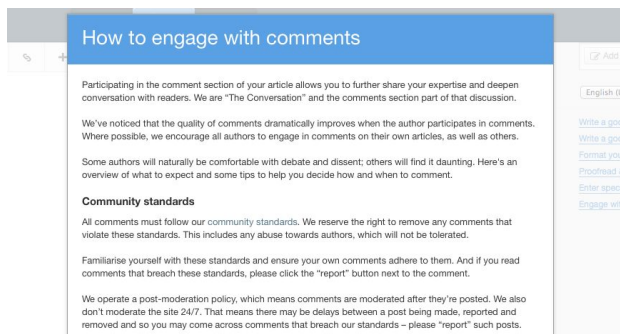 How to engage with comments
Participating in the comment section of your article allows you to further share your expertise and deepen
conversation with readers. We are “The Conversation” and the comments section part of that discussion.
We've noticed that the quality of comments dramatically improves when the author participates in comments.
Where possible, we encourage all authors to engage in comments on their own articles, as well as others.
Some authors will naturally be comfortable with debate and dissent; others will find it daunting. Here's an
overview of what to expect and some tips to help you decide how and when to comment.
Community standards
All comments must follow our community standards. We reserve the right to remove any comments that
violate these standards. This includes any abuse towards authors, which will not be tolerated.
Familiarise yourself with these standards and ensure your own comments adhere to them. And if you read
comments that breach these standards, please click the “report” button next to the comment.
We operate a post-moderation policy, which means comments are moderated after they're posted. We also
don't moderate the site 24/7. That means there may be delays between a post being made, reported and
removed and so you may come across comments that breach our standards – please “report” such posts.
Add
English
Write a
Write a
Format
Proofread
Enter
Engage